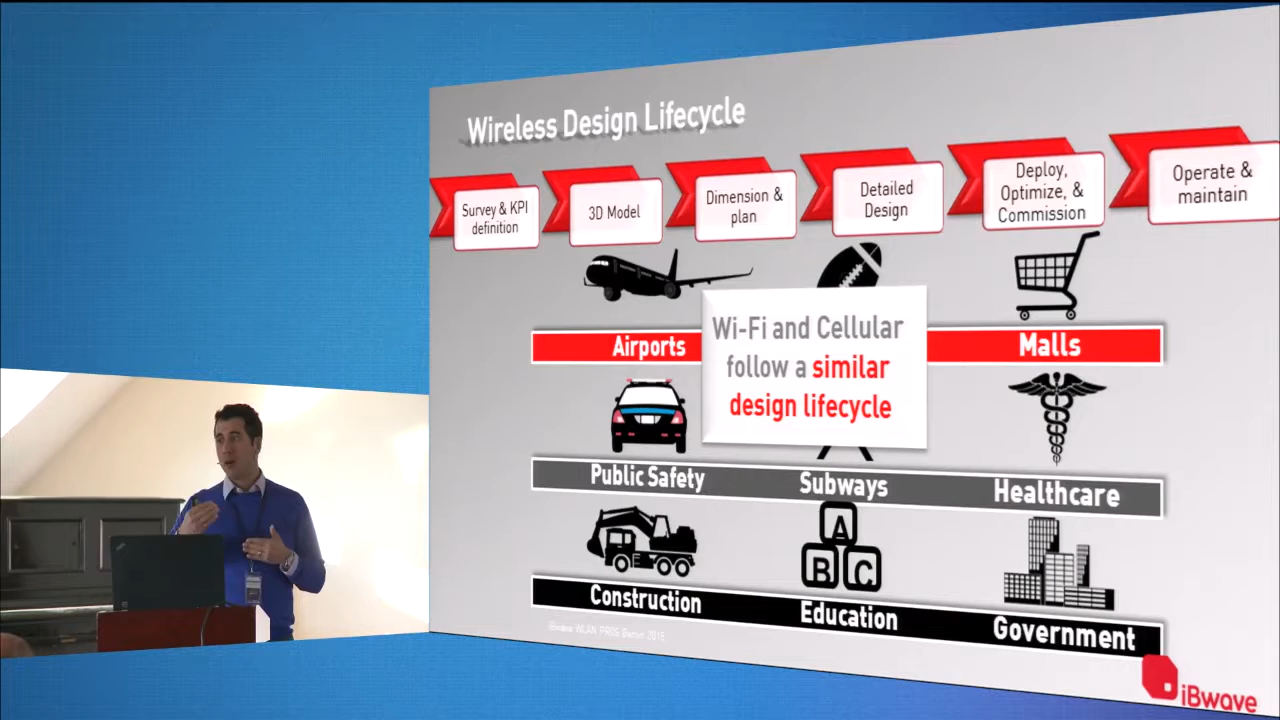 Wireless Design Lifecycle
Survey & KPI
definition
3D Model
Dimension &
plan
Detailed
Design
Deploy,
Optimize, &
Commission
Operate &
maintain
Wi-Fi and Cellular
follow a similar
design lifecycle
Airports
Malls
Public Safety
Subways
Healthcare
A
B C
Construction
Education
Government
iBwave